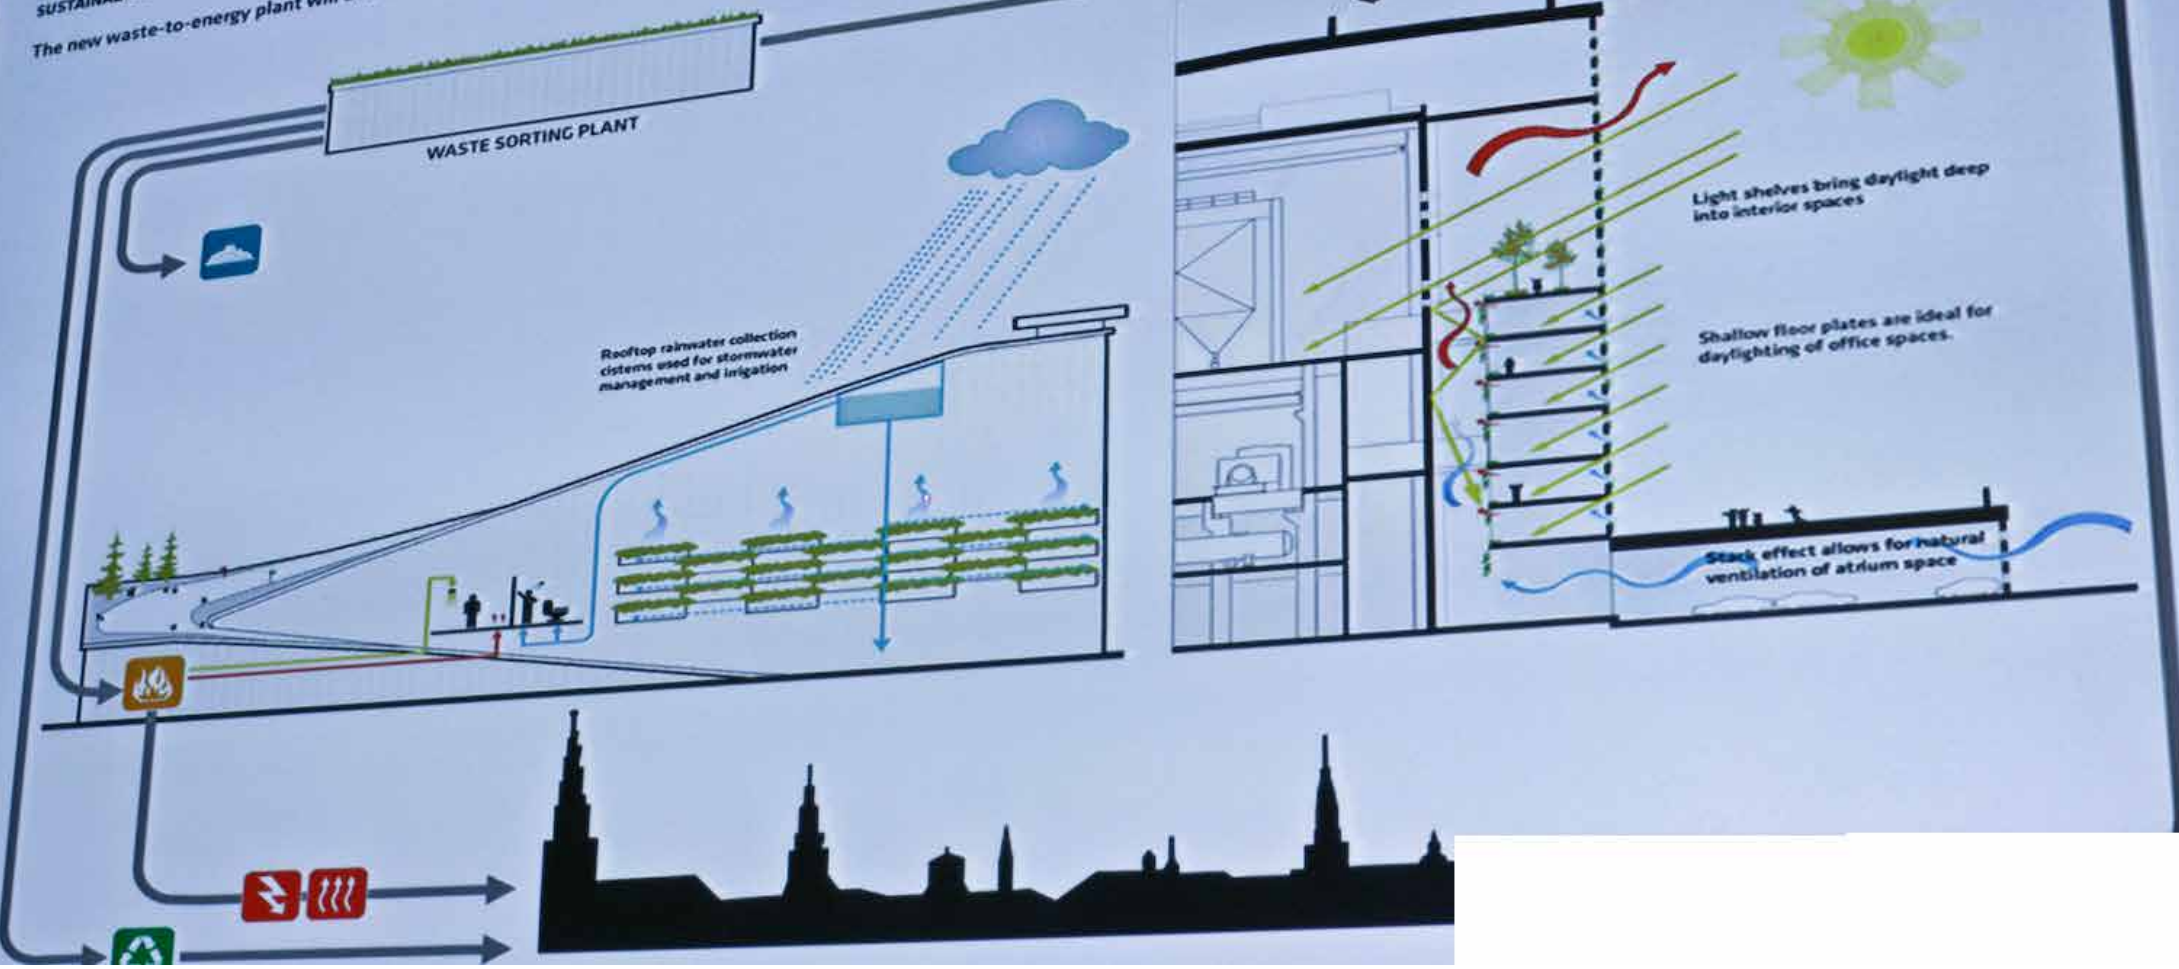 The new waste-to-energy plant
WASTE SORTING PLANT
Rooftop rainwater collection
cisterns used for stormwater
management and irrigation
Light shelves bring daylight deep
into interior spaces
Shallow floor plates are ideal for
daylighting of office spaces.
Stack effect allows for natural
ventilation of atrium space